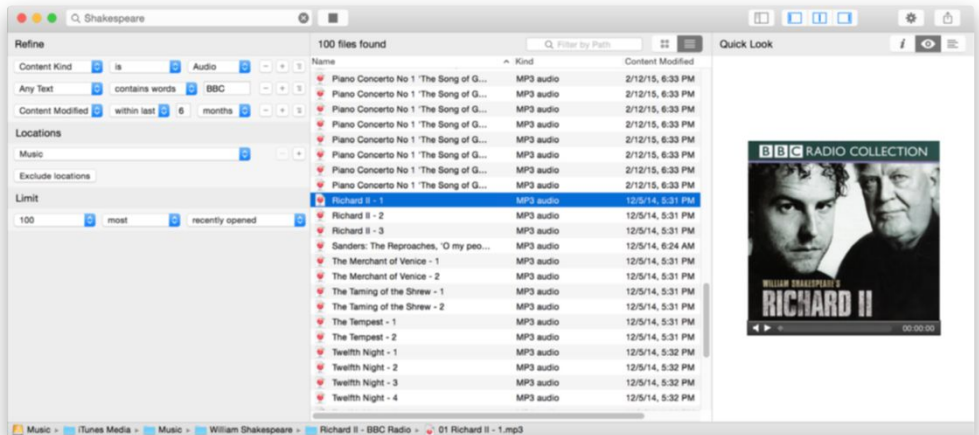 Shakespeare
Refine
Content Kind is Audio
Any Text contains words BBC
Content Modified within last 6 months
Locations
Music
Exclude locations
Limit
100 most recently opened
100 files found Filter by Path
Name Kind Content Modified
Piano Concerto No 1 'The Song of G... MP3 audio 2/12/15, 6:33 PM
Piano Concerto No 1 'The Song of G... MP3 audio 2/12/15, 6:33 PM
Piano Concerto No 1 'The Song of G... MP3 audio 2/12/15, 6:33 PM
Piano Concerto No 1 'The Song of G... MP3 audio 2/12/15, 6:33 PM
Piano Concerto No 1 'The Song of G... MP3 audio 2/12/15, 6:33 PM
Piano Concerto No 1 'The Song of G... MP3 audio 2/12/15, 6:33 PM
Piano Concerto No 1 'The Song of G... MP3 audio 2/12/15, 6:33 PM
Piano Concerto No 1 'The Song of G... MP3 audio 2/12/15, 6:33 PM
Richard II - 1 MP3 audio 12/5/14, 5:31 PM
Richard II - 2 MP3 audio 12/5/14, 5:31 PM
Richard II - 3 MP3 audio 12/5/14, 5:31 PM
Sanders: The Reproaches, 'O my peo... MP3 audio 12/5/14, 6:24 AM
The Merchant of Venice - 1 MP3 audio 12/5/14, 5:31 PM
The Merchant of Venice - 2 MP3 audio 12/5/14, 5:31 PM
The Taming of the Shrew - 1 MP3 audio 12/5/14, 5:31 PM
The Taming of the Shrew - 2 MP3 audio 12/5/14, 5:31 PM
The Tempest - 1 MP3 audio 12/5/14, 5:31 PM
The Tempest - 2 MP3 audio 12/5/14, 5:31 PM
Twelfth Night - 1 MP3 audio 12/5/14, 5:32 PM
Twelfth Night - 2 MP3 audio 12/5/14, 5:32 PM
Twelfth Night - 3 MP3 audio 12/5/14, 5:32 PM
Twelfth Night - 4 MP3 audio 12/5/14, 5:32 PM
Quick Look
BBC RADIO COLLECTION
WILLIAM SHAKESPEARE'S
RICHARD II
00:00:00
Music iTunes Media Music William Shakespeare Richard II - BBC Radio 01 Richard II - 1.mp3